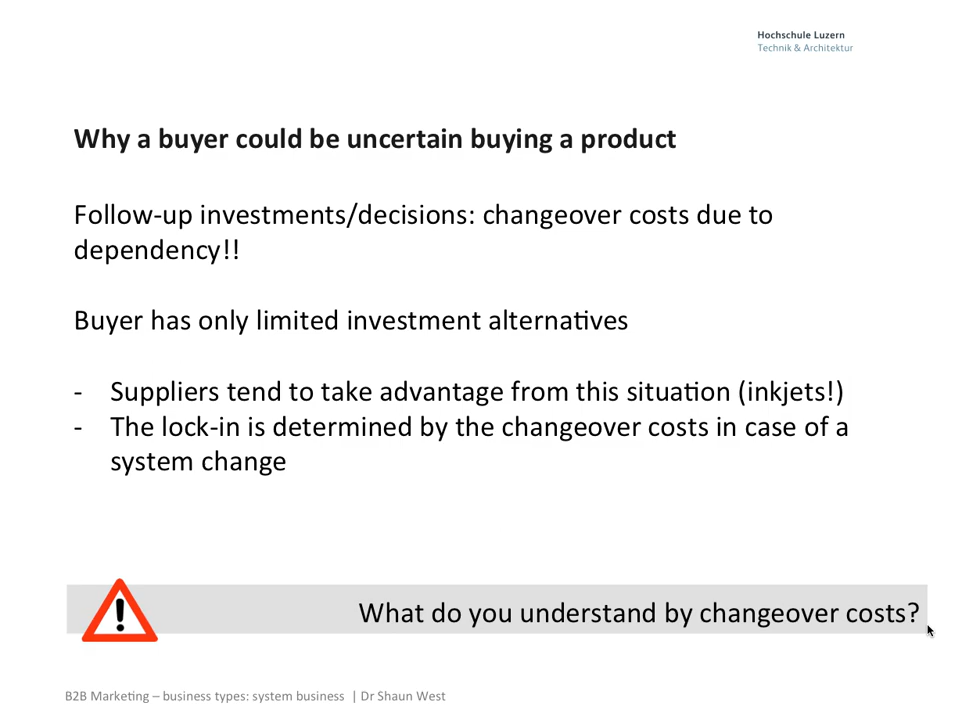 Hochschule Luzern
Technik & Architektur
Why a buyer could be uncertain buying a product
Follow-up investments/decisions: changeover costs due to
dependency!!
Buyer has only limited investment alternatives
- Suppliers tend to take advantage from this situation (inkjets!)
- The lock-in is determined by the changeover costs in case of a
system change
What do you understand by changeover costs?
B2B Marketing – business types: system business | Dr Shaun West